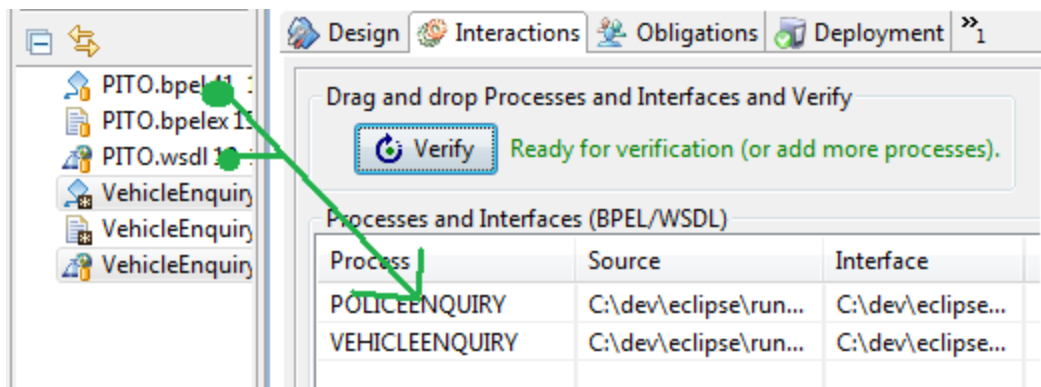 PITO.bpel
PITO.bpelex
PITO.wsdl
VehicleEnquiry
VehicleEnquiry
VehicleEnquiry
Design Interactions Obligations Deployment »1
Drag and drop Processes and Interfaces and Verify
Verify Ready for verification (or add more processes).
Processes and Interfaces (BPEL/WSDL)
Process Source Interface
POLICEENQUIRY C:\dev\eclipse\run... C:\dev\eclipse...
VEHICLEENQUIRY C:\dev\eclipse\run... C:\dev\eclipse...